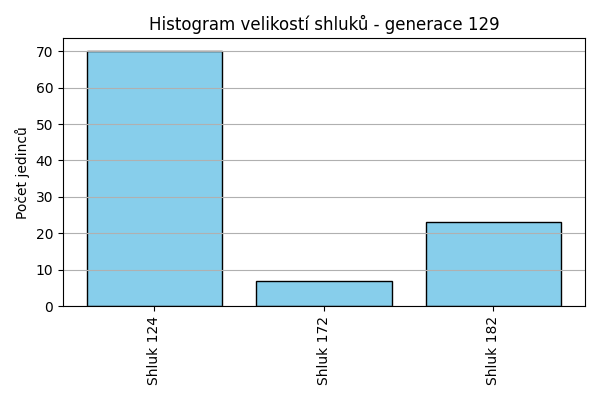 Histogram velikostí shluků - generace 129
Počet jedinců
70
60
50
40
30
20
10
0
Shluk 124
Shluk 172
Shluk 182